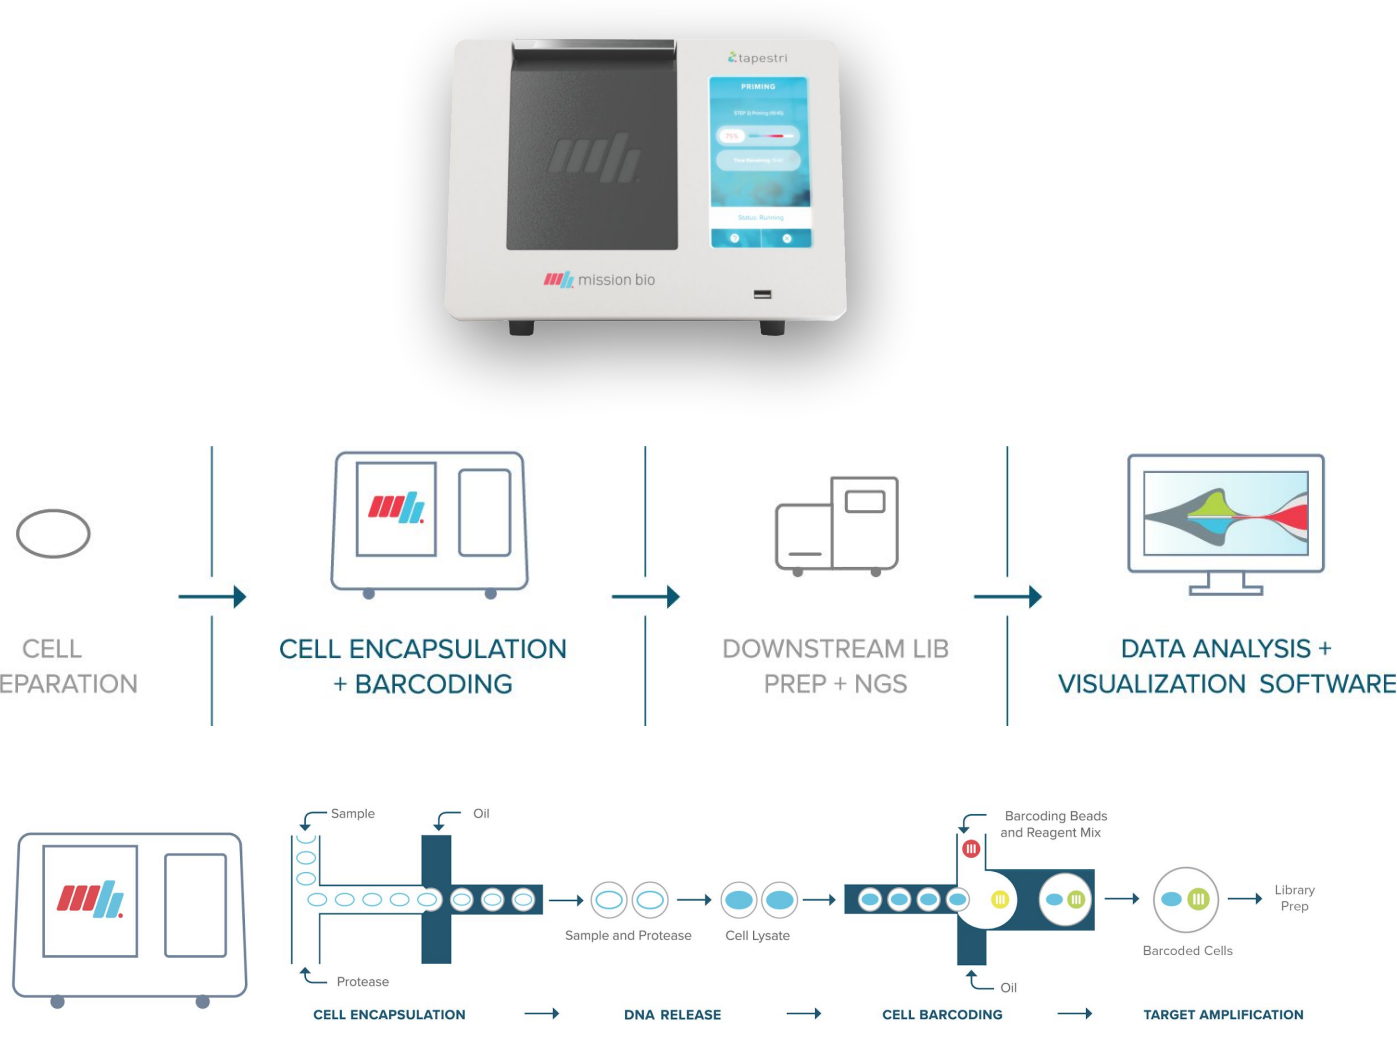 tapestri
PRIMING
75%
Status: Running
mission bio
CELL
EPARATION
CELL ENCAPSULATION
+ BARCODING
DOWNSTREAM LIB
PREP + NGS
DATA ANALYSIS +
VISUALIZATION SOFTWARE
Sample
Oil
Barcoding Beads
and Reagent Mix
Sample and Protease
Cell Lysate
Library
Prep
Barcoded Cells
Protease
Oil
CELL ENCAPSULATION
DNA RELEASE
CELL BARCODING
TARGET AMPLIFICATION